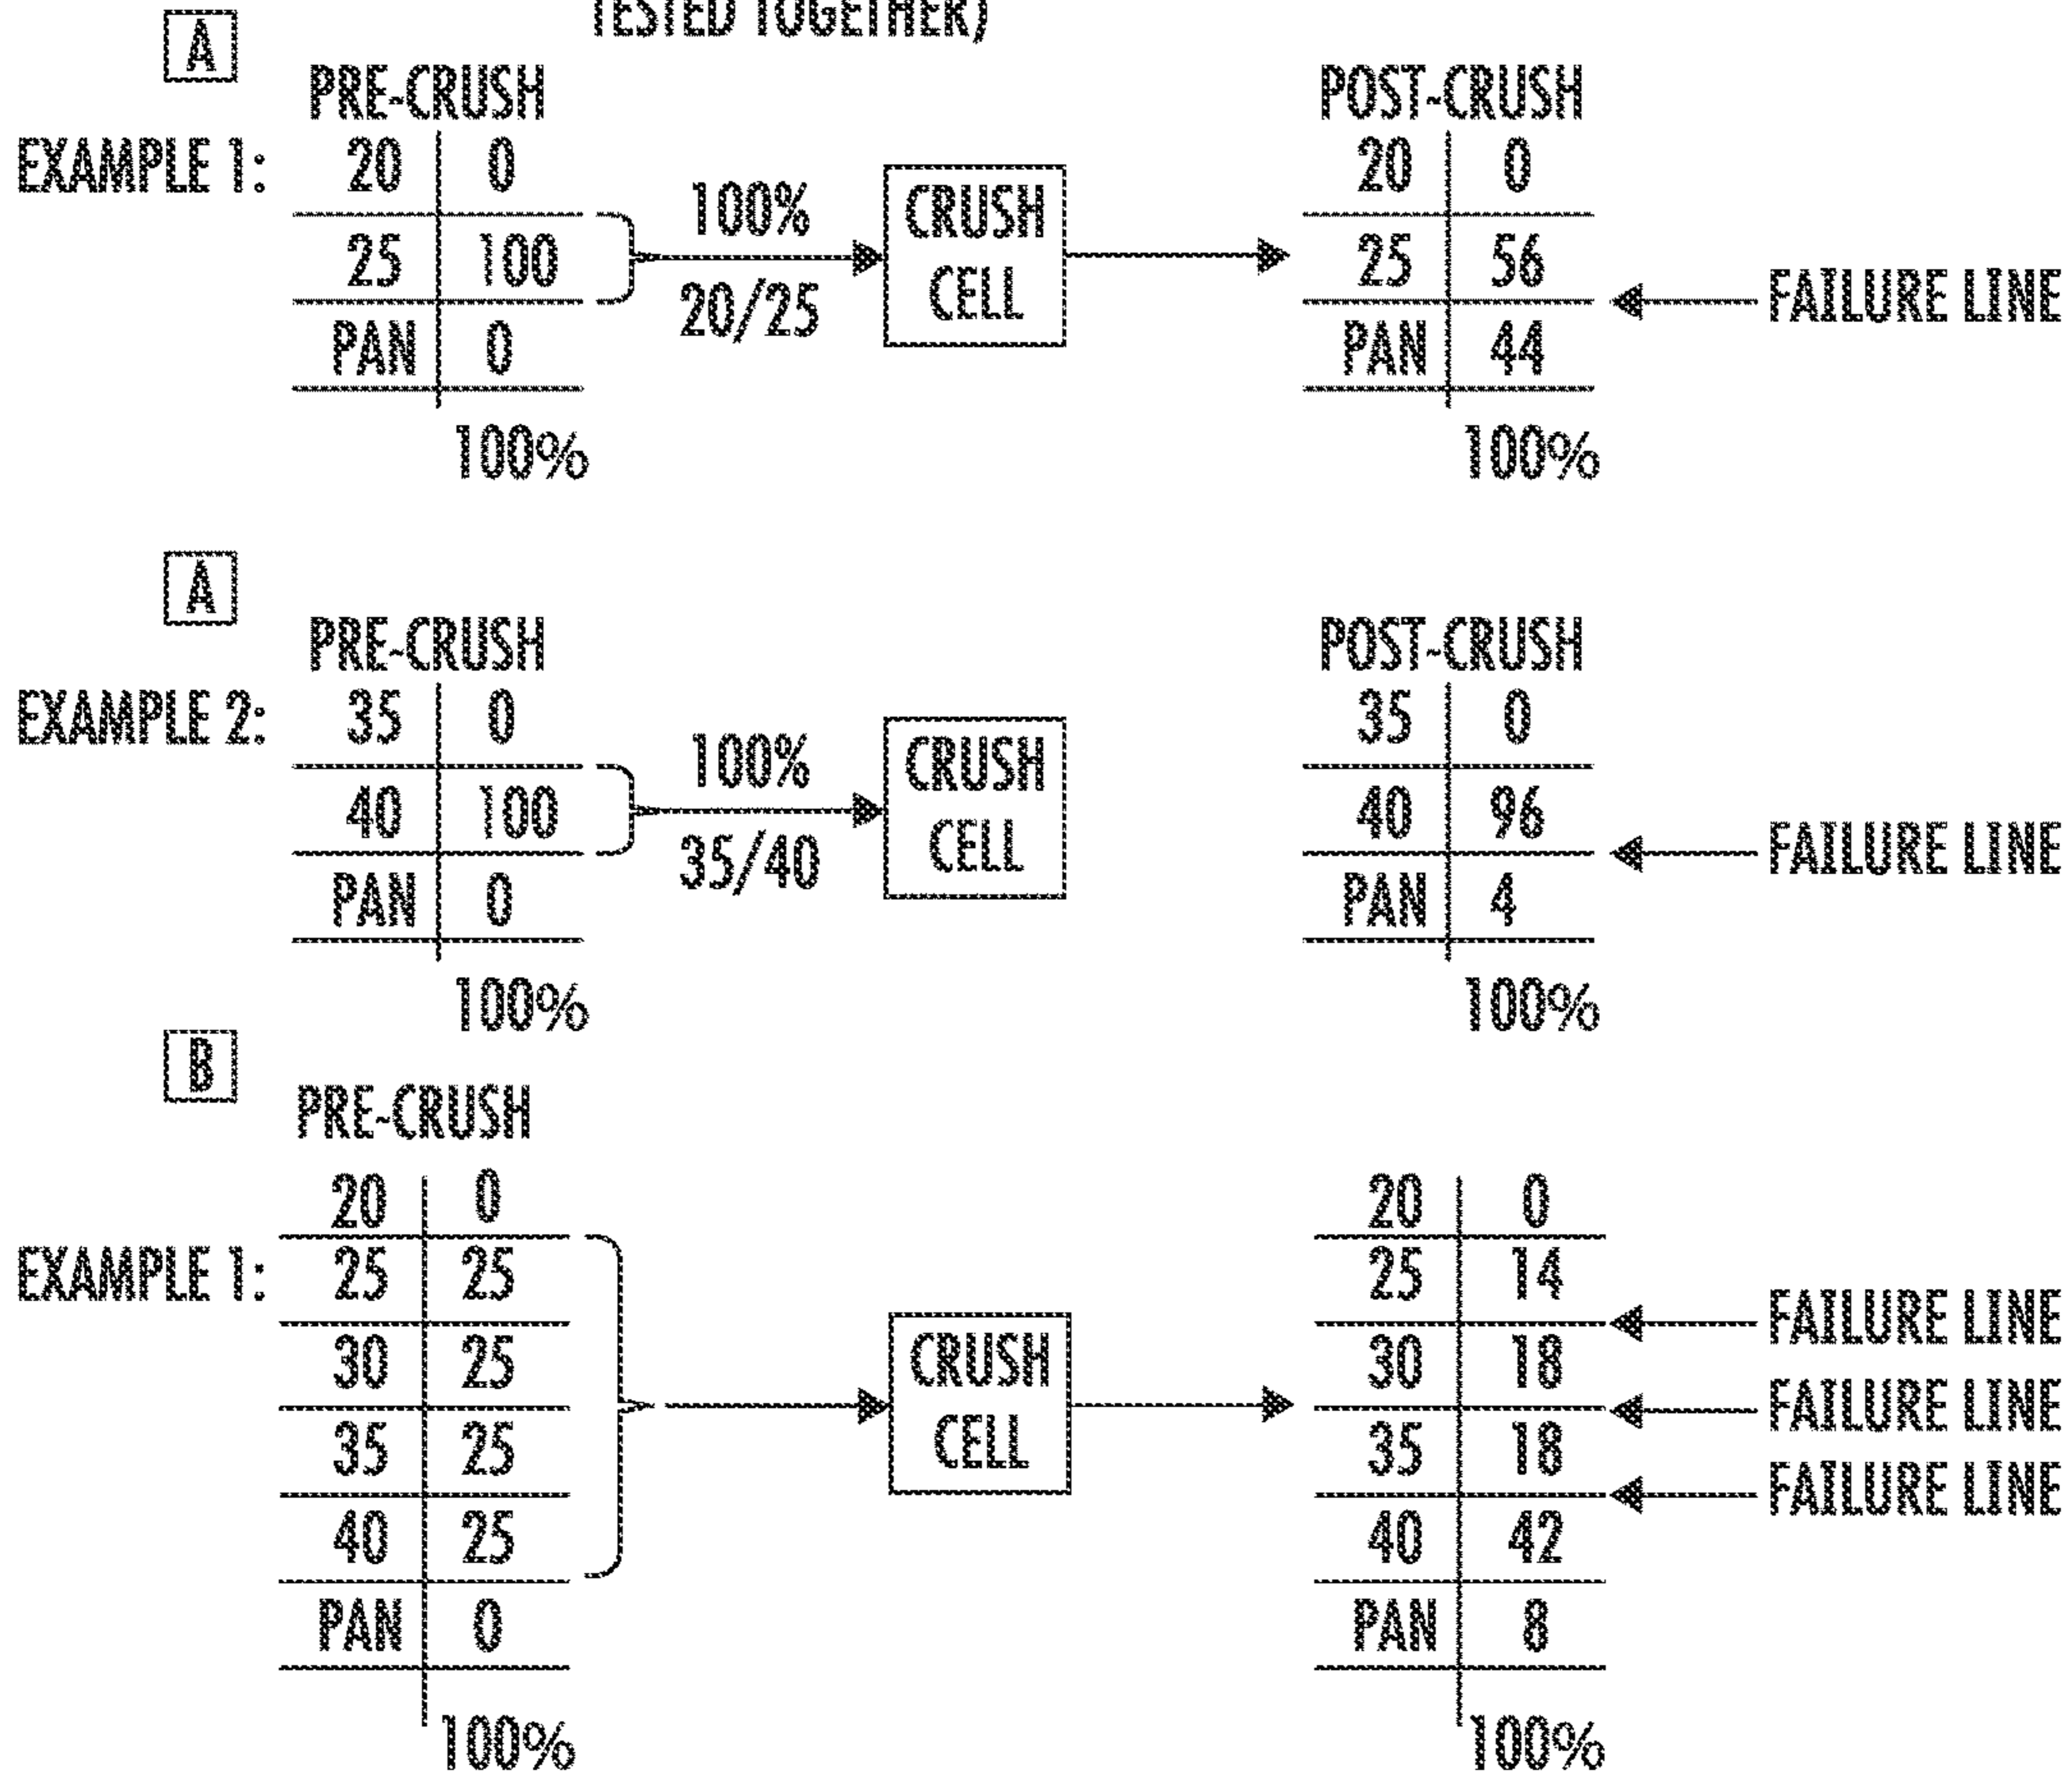 TESTED TOGETHER)
A
PRE-CRUSH POST-CRUSH
EXAMPLE 1: 20 0 20 0
100% CRUSH CELL
25 100 25 56
20/25 FAILURE LINE
PAN 0 PAN 44
100% 100%
A
PRE-CRUSH POST-CRUSH
EXAMPLE 2: 35 0 35 0
100% CRUSH CELL
40 100 40 96
35/40 FAILURE LINE
PAN 0 PAN 4
100% 100%
B
PRE-CRUSH
20 0 20 0
EXAMPLE 1: 25 25 25 14
FAILURE LINE
30 25 CRUSH CELL 30 18
FAILURE LINE
35 25 35 18
FAILURE LINE
40 25 40 42
PAN 0 PAN 8
100% 100%